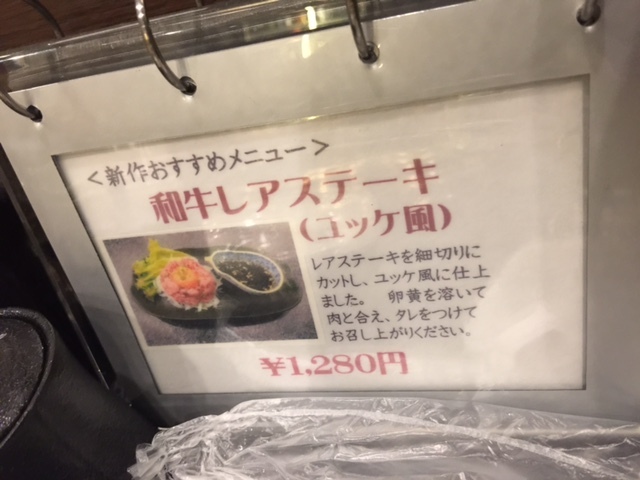 ＜新作おすすめメニュー＞
和牛レアステーキ
(ユッケ風)
レアステーキを細切りに
カットし、ユッケ風に仕上
ました。 卵黄を溶いて
肉と合え、タレをつけて
お召し上がりください。
¥1,280円